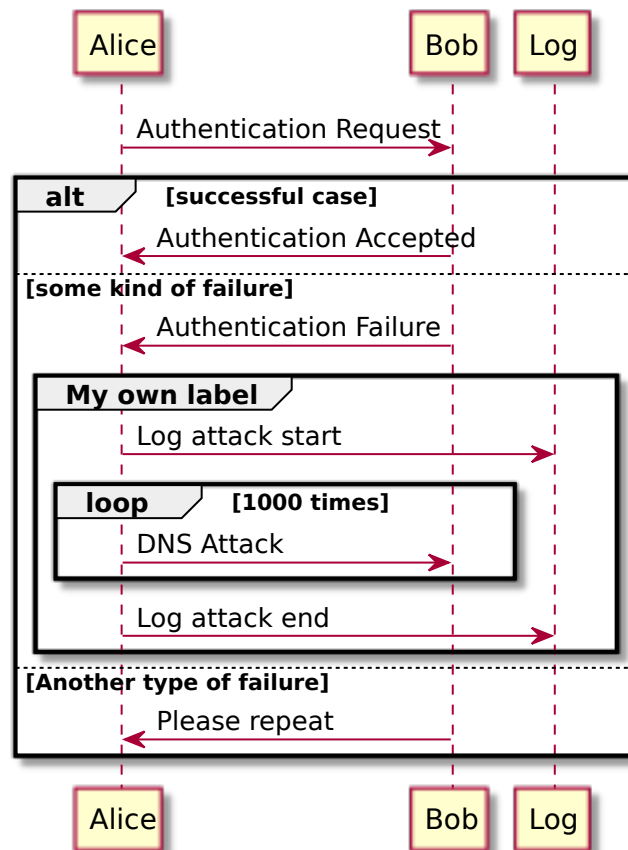 Alice Bob Log
Authentication Request
alt [successful case]
Authentication Accepted
[some kind of failure]
Authentication Failure
My own label
Log attack start
loop [1000 times]
DNS Attack
Log attack end
[Another type of failure]
Please repeat
Alice Bob Log